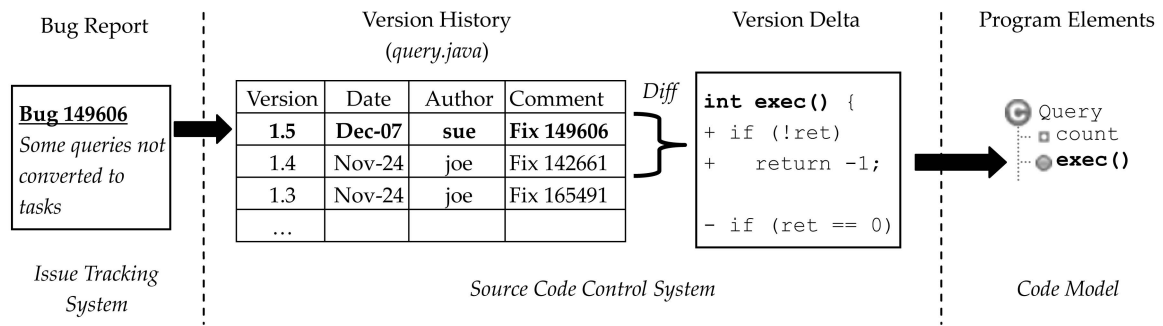 Bug Report
Bug 149606
Some queries not
converted to
tasks
Issue Tracking
System
Version History
(query.java)
Version Date Author Comment
1.5 Dec-07 sue Fix 149606
1.4 Nov-24 joe Fix 142661
1.3 Nov-24 joe Fix 165491
...
Diff
Version Delta
int exec() {
+ if (!ret)
+ return -1;
- if (ret == 0)
Source Code Control System
Program Elements
C Query
count
exec()
Code Model